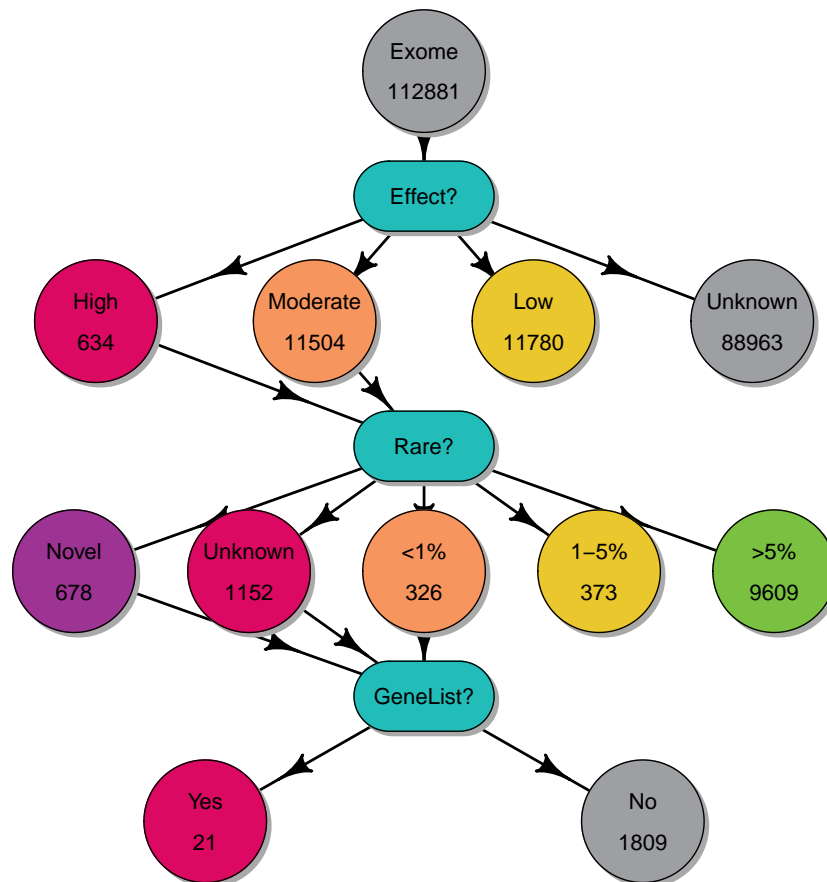 Exome
112881
Effect?
High
634
Moderate
11504
Low
11780
Unknown
88963
Rare?
Novel
678
Unknown
1152
<1%
326
1–5%
373
>5%
9609
GeneList?
Yes
21
No
1809